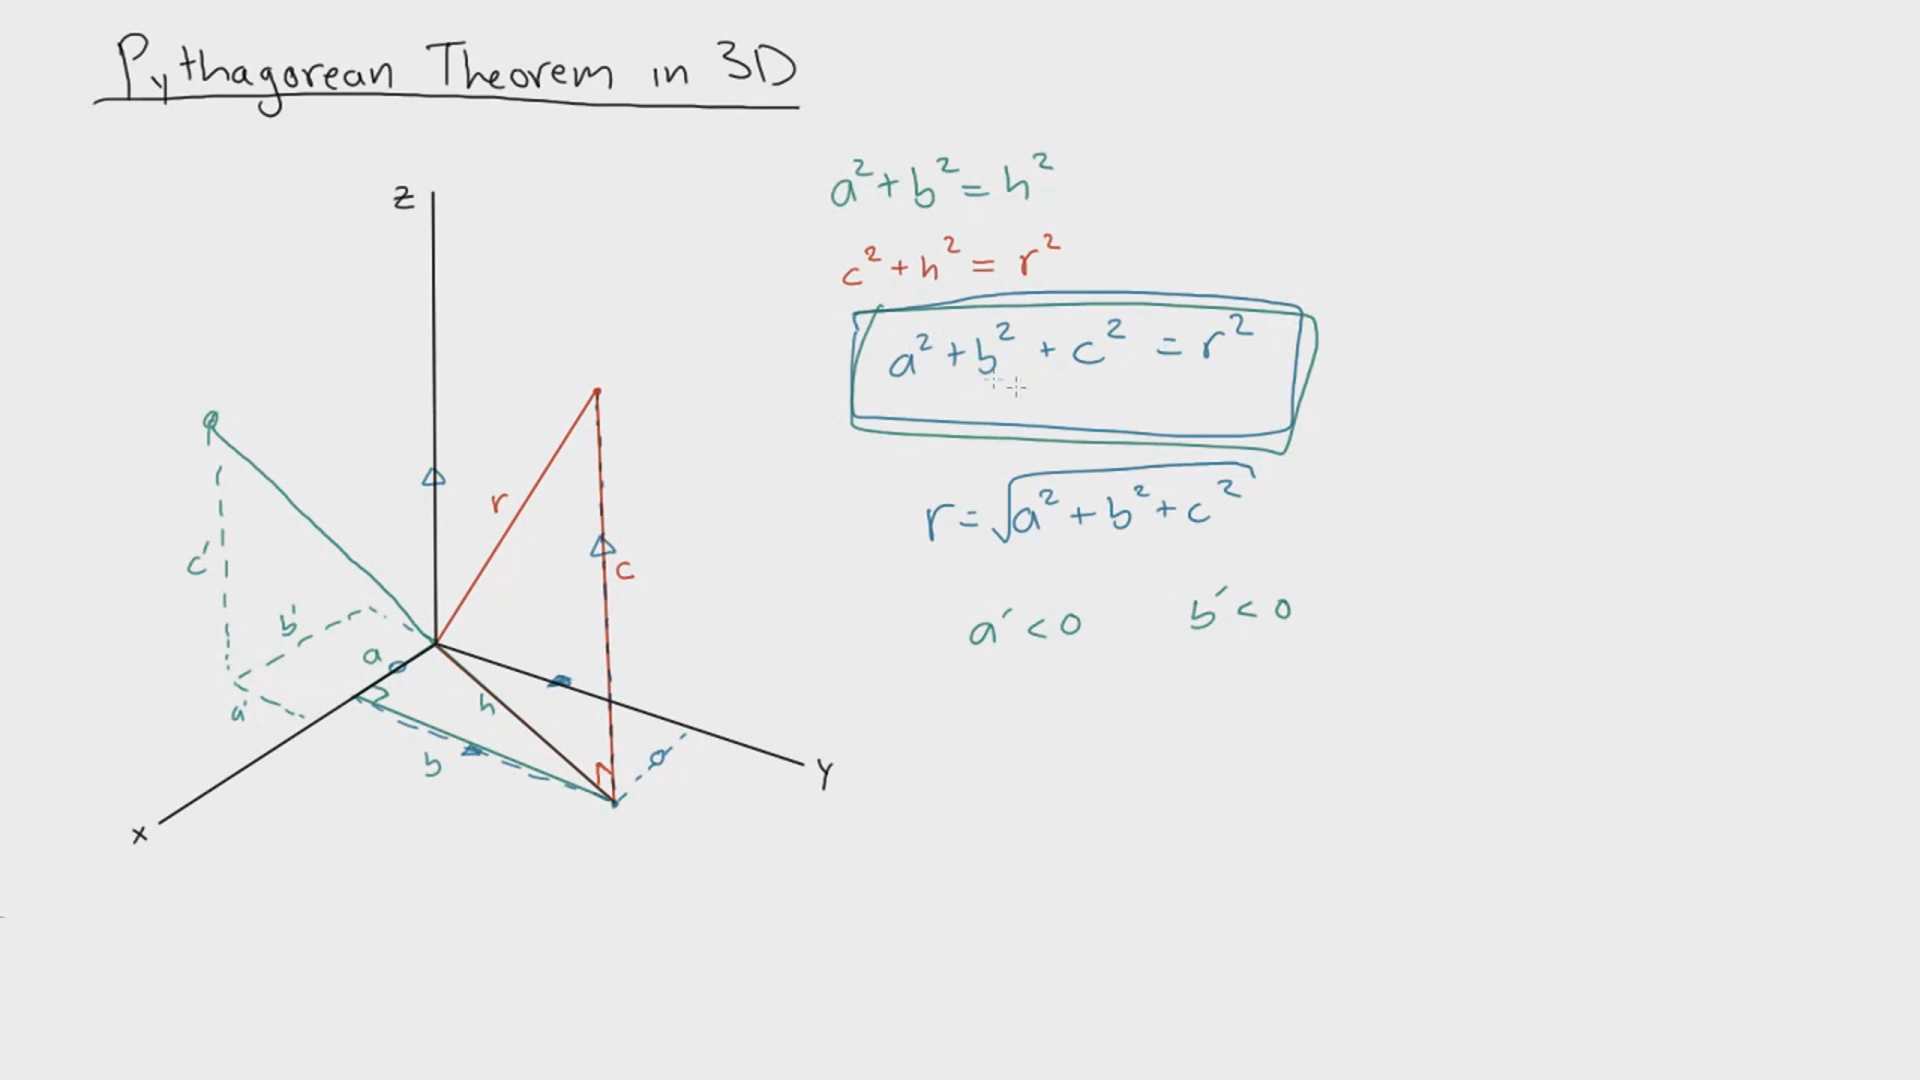 Pythagorean Theorem in 3D
a² + b² = h²
z
c² + h² = r²
a² + b² + c² = r²
r
r = √a² + b² + c²
c′
c
b′
a′ < 0 b′ < 0
a
h
a′
b
y
x